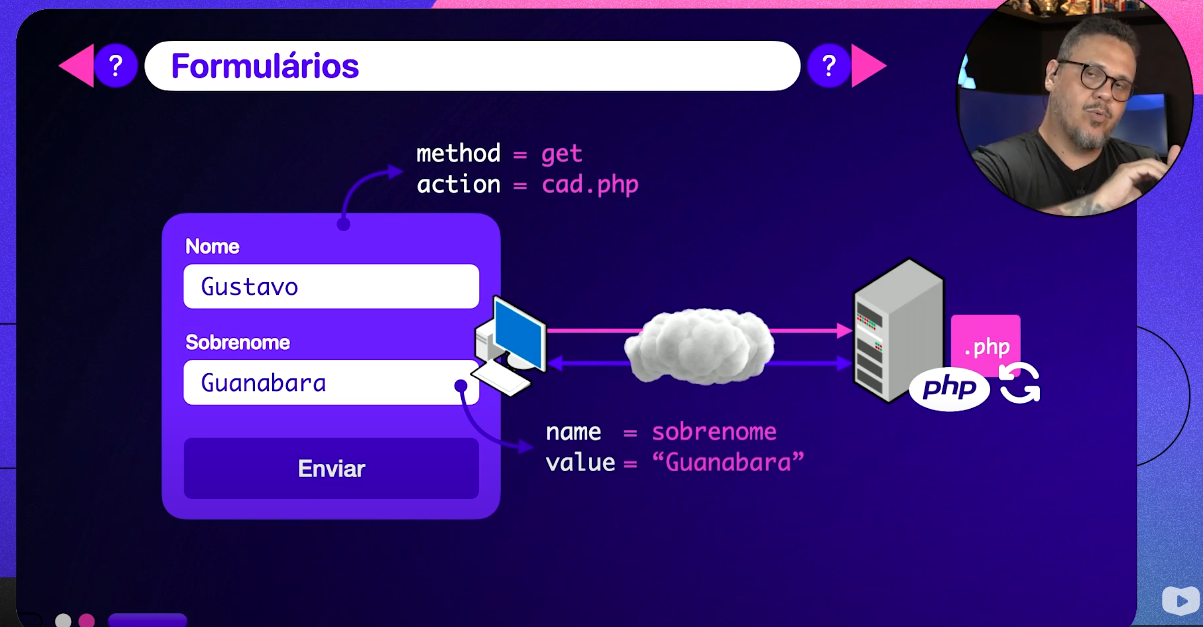 ?
Formulários
?
method = get
action = cad.php
Nome
Gustavo
Sobrenome
Guanabara
Enviar
.php
php
name = sobrenome
value = “Guanabara”